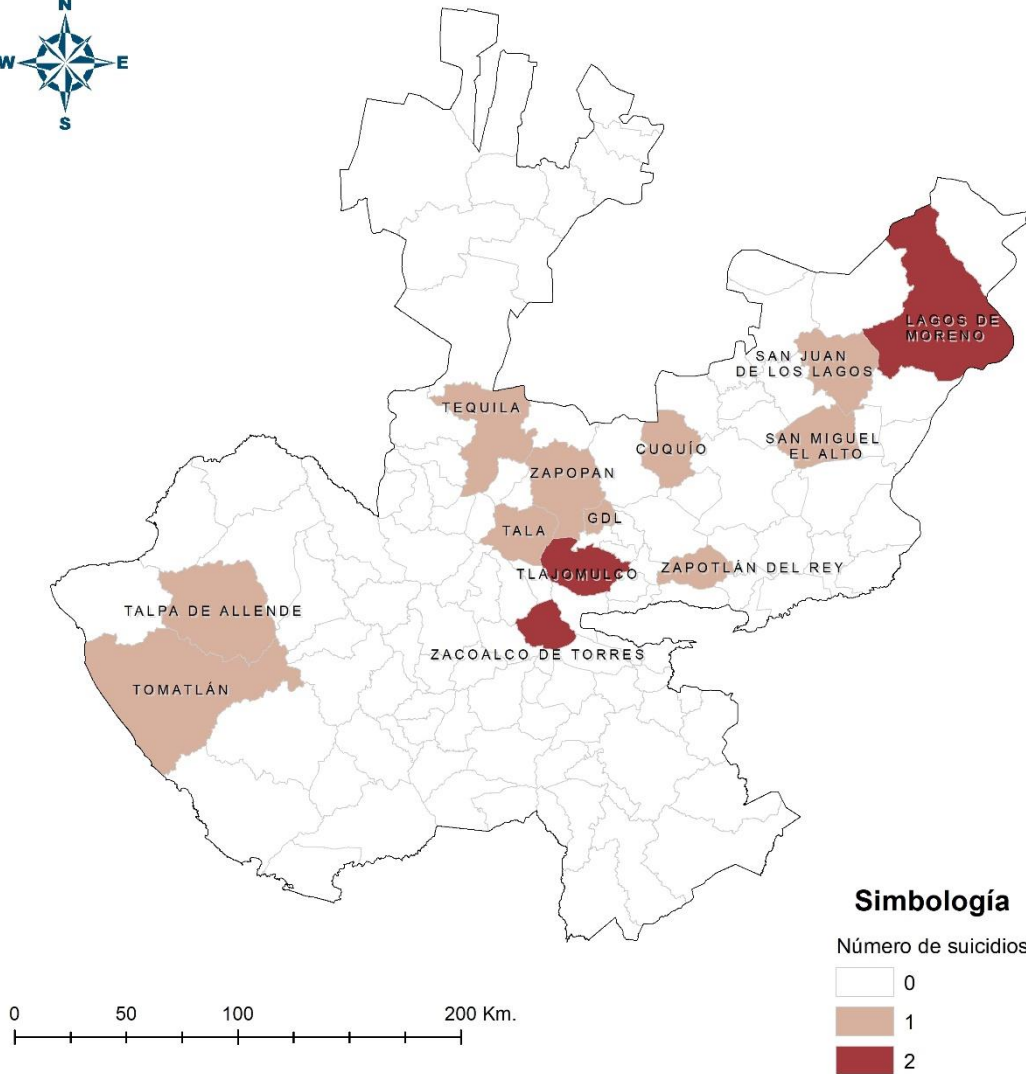 N
W
E
S
LAGOS DE
MORENO
SAN JUAN
DE LOS LAGOS
TEQUILA
CUQUÍO
SAN MIGUEL
EL ALTO
ZAPOPAN
GDL
TALA
ZAPOTLÁN DEL REY
TLAJOMULCO
TALPA DE ALLENDE
ZACOALCO DE TORRES
TOMATLÁN
Simbología
Número de suicidios
0
1
2
0 50 100 200 Km.